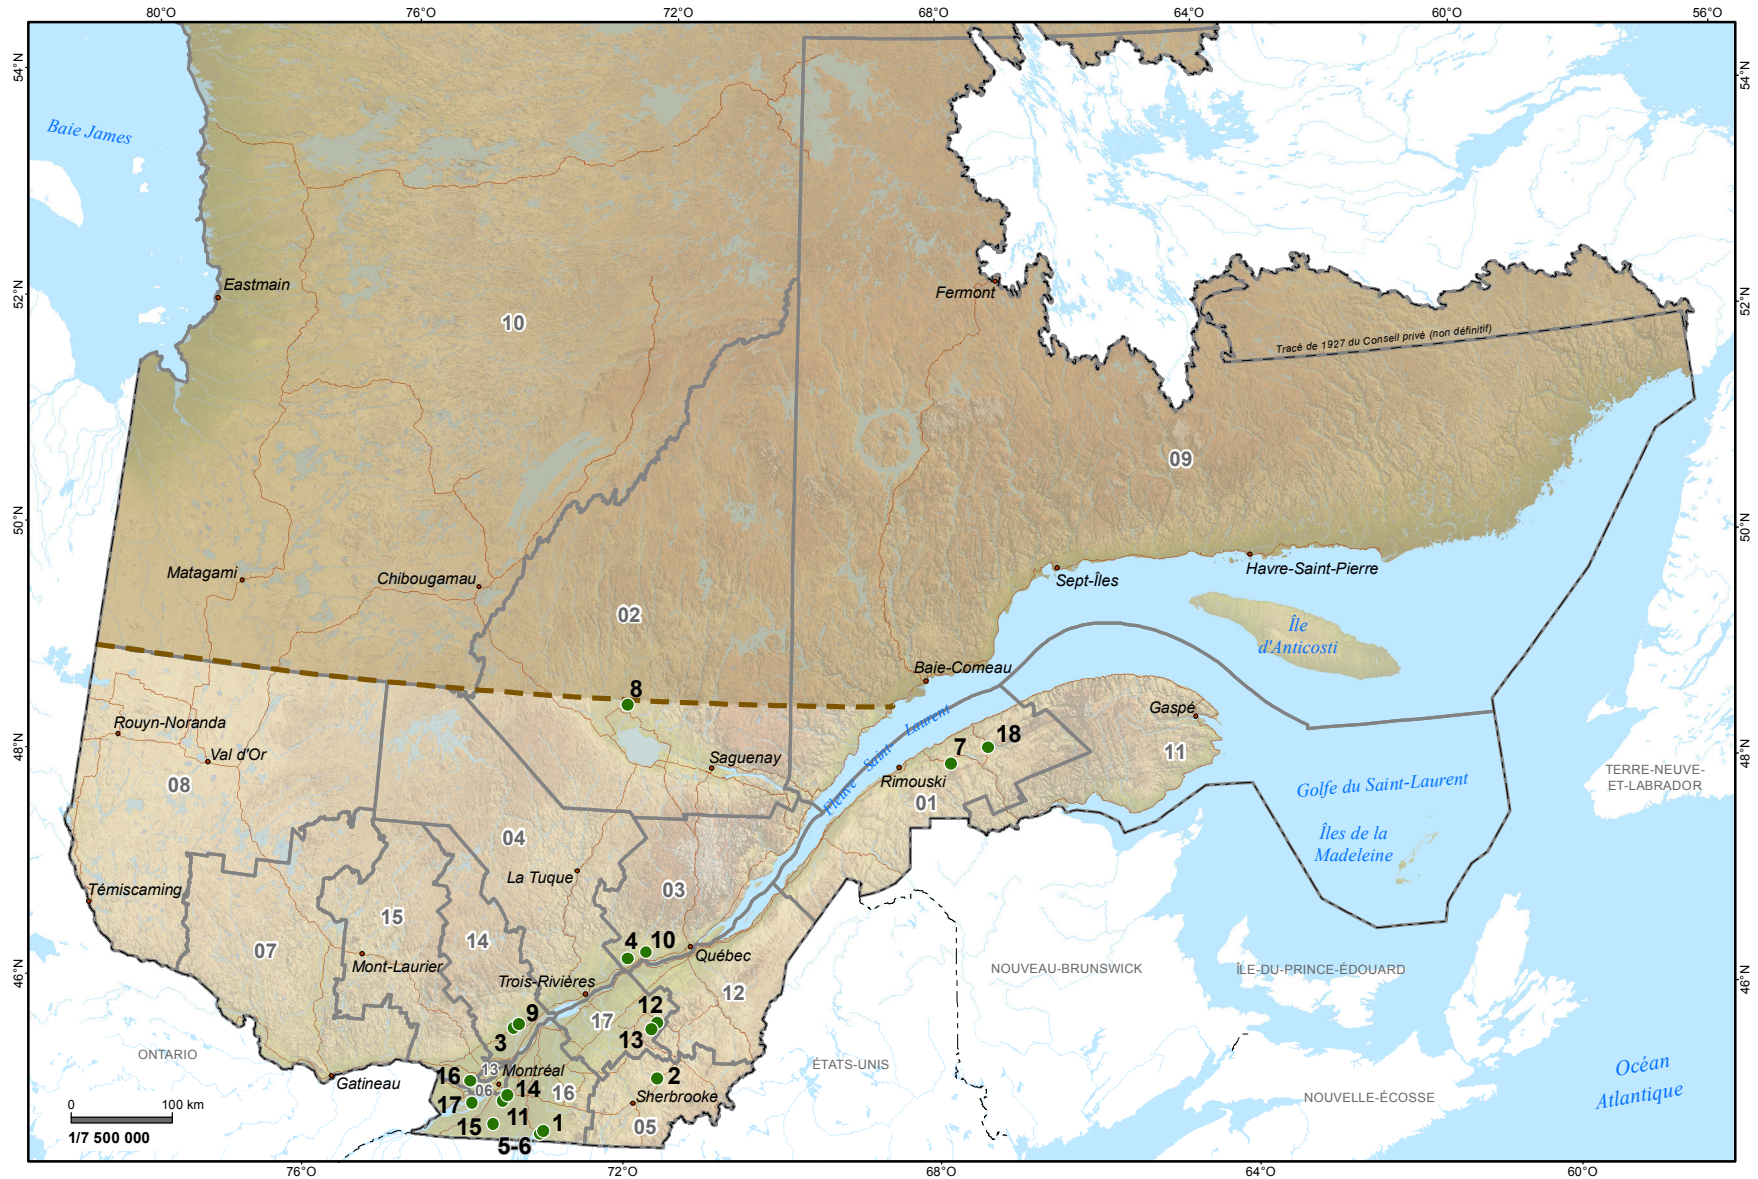 80°O
76°O
72°O
68°O
64°O
60°O
56°O
54°N
54°N
Baie James
Eastmain
52°N
52°N
Fermont
10
Tracé de 1927 du Conseil privé (non définitif)
09
50°N
50°N
Matagami
Chibougamau
Sept-Îles
Havre-Saint-Pierre
02
Île
d'Anticosti
Baie-Comeau
8
Rouyn-Noranda
Val d'Or
Saguenay
Fleuve Saint- Laurent
Gaspé
18
7
11
48°N
48°N
08
Rimouski
01
Golfe du Saint-Laurent
TERRE-NEUVE-
ET-LABRADOR
04
Îles de la
Madeleine
La Tuque
Témiscaming
03
15
14
07
4
10
Québec
Mont-Laurier
Trois-Rivières
46°N
46°N
12
NOUVEAU-BRUNSWICK
ÎLE-DU-PRINCE-ÉDOUARD
9
3
17
12
13
ONTARIO
Gatineau
13
Montréal
16
06
14
16
2
Sherbrooke
ÉTATS-UNIS
Océan
Atlantique
NOUVELLE-ÉCOSSE
17
11
15
1
05
5-6
0
100 km
1/7 500 000
76°O
72°O
68°O
64°O
60°O